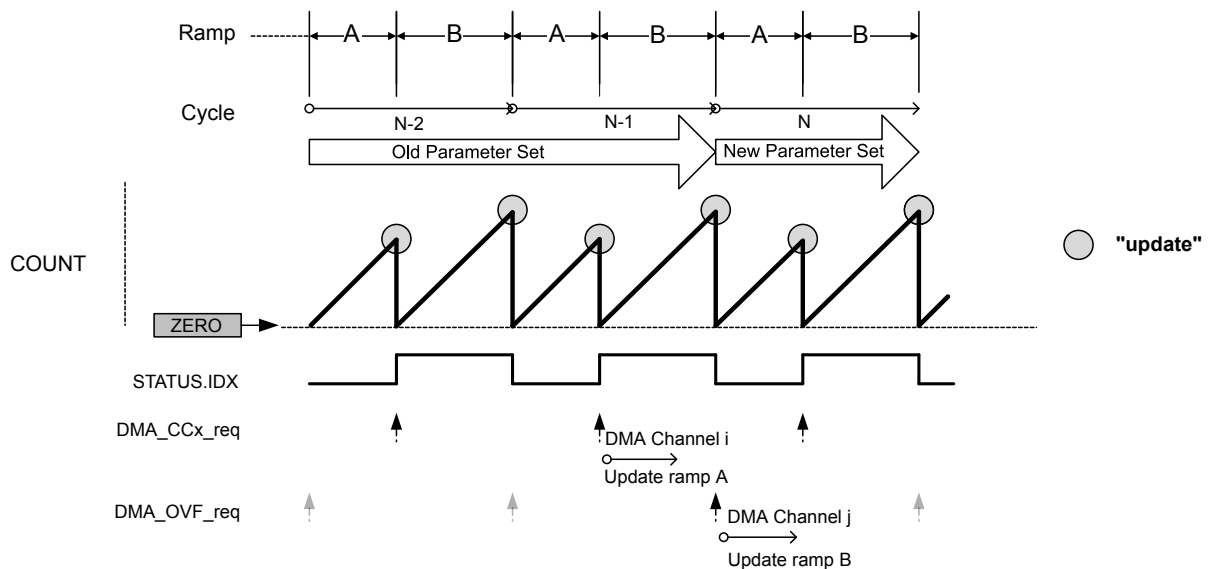 Ramp A B A B A B
Cycle
N-2 N-1 N
Old Parameter Set New Parameter Set
COUNT
"update"
ZERO
STATUS.IDX
DMA_CCx_req
DMA Channel i
Update ramp A
DMA_OVF_req
DMA Channel j
Update ramp B